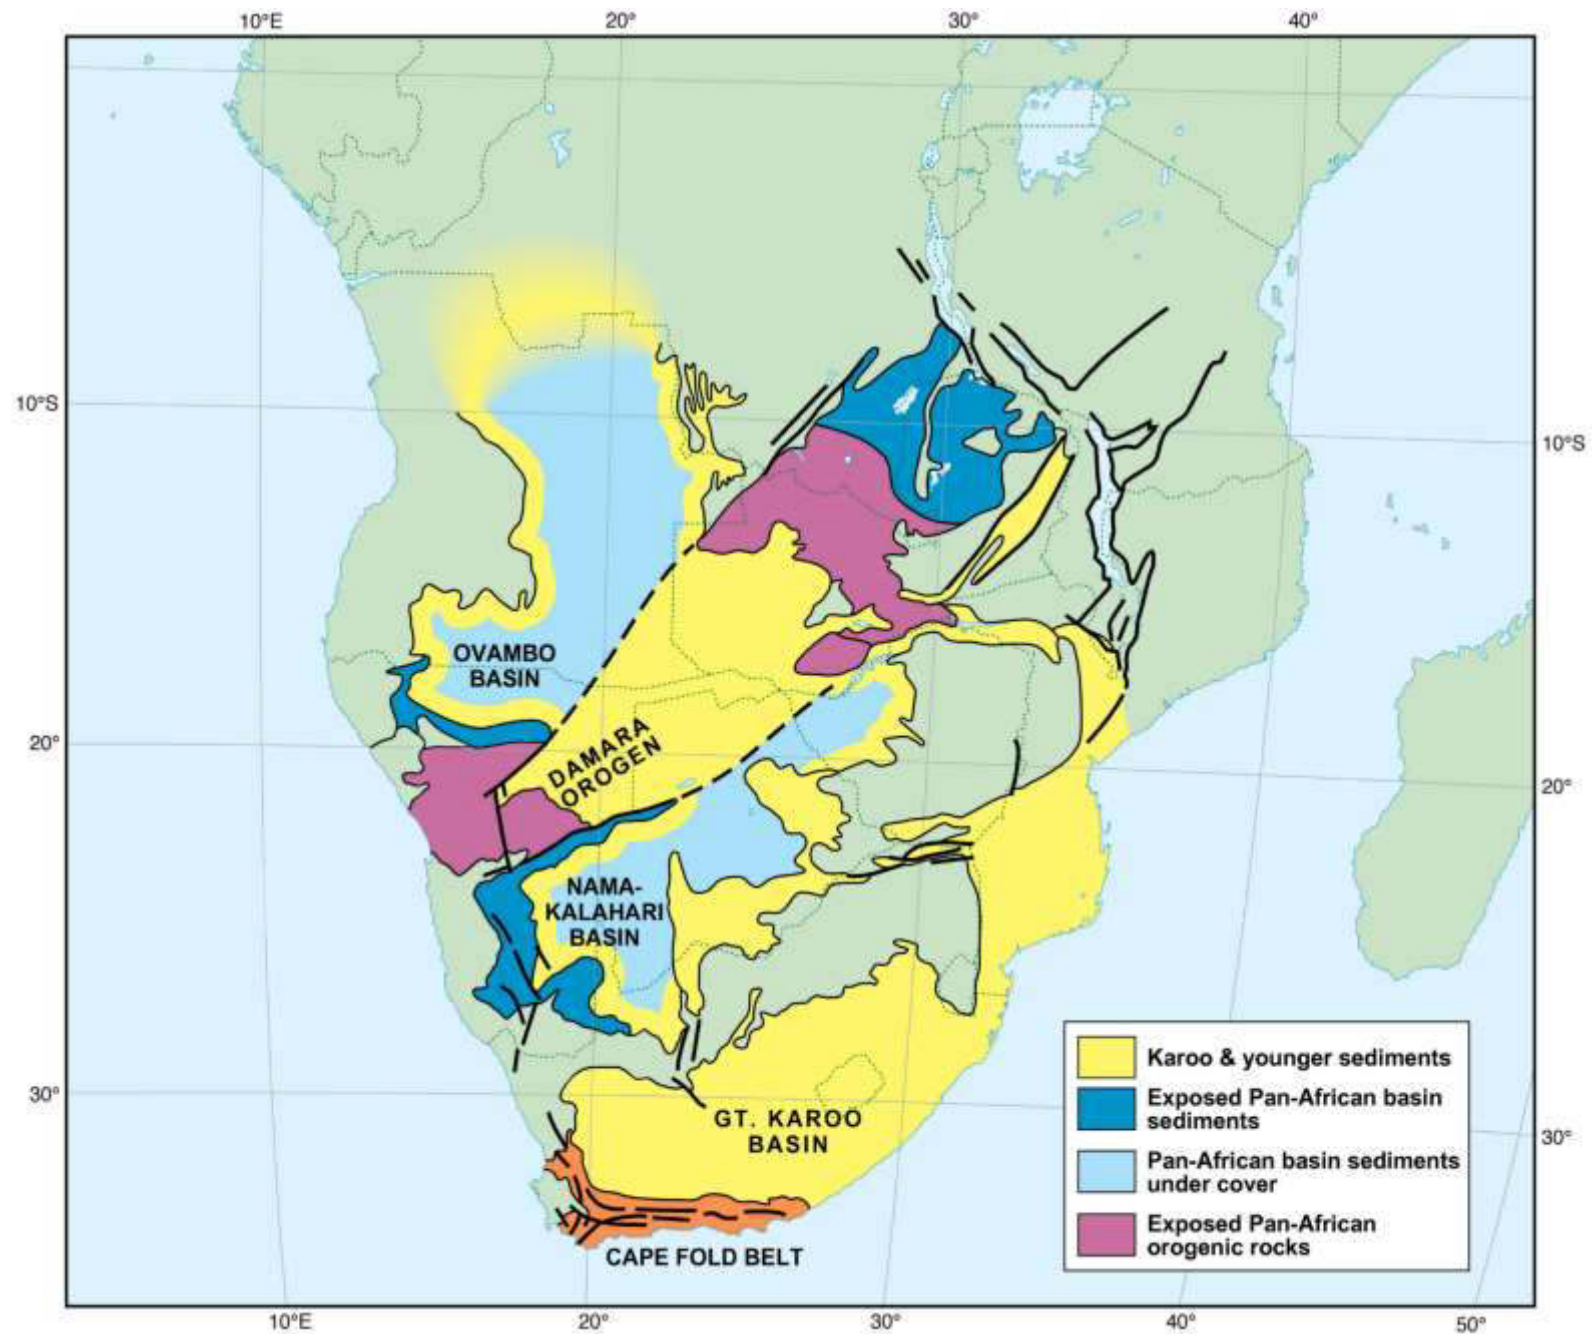 10°E 20° 30° 40°
10°S
10°S
OVAMBO
BASIN
20°
DAMARA
OROGEN
20°
NAMA-
KALAHARI
BASIN
30°
GT. KAROO
BASIN
30°
CAPE FOLD BELT
Karoo & younger sediments
Exposed Pan-African basin
sediments
Pan-African basin sediments
under cover
Exposed Pan-African
orogenic rocks
10°E 20° 30° 40° 50°